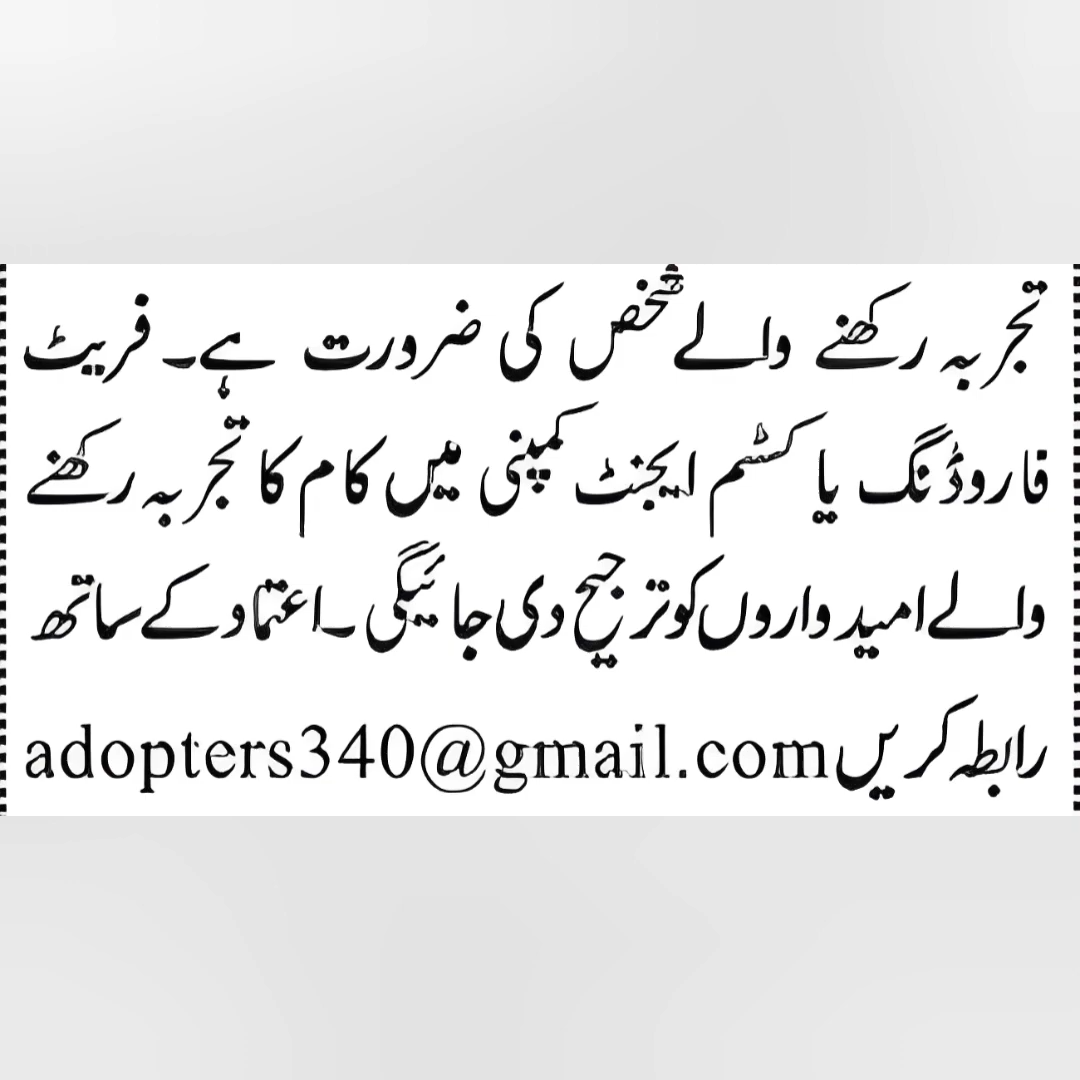 تجربہ رکھنے والے شخص کی ضرورت ہے۔ فریٹ
فارورڈنگ یا کسٹم ایجنٹ کمپنی میں کام کا تجربہ رکھنے
والے امیدواروں کو ترجیح دی جائیگی۔ اعتماد کے ساتھ
رابطہ کریں adopters340@gmail.com